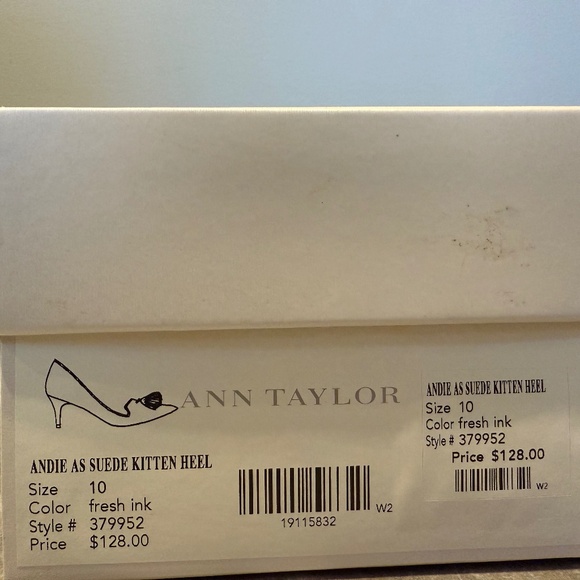 ANN TAYLOR
ANDIE AS SUEDE KITTEN HEEL
Size 10
Color fresh ink
Style # 379952
Price $128.00
19115832
W2
ANDIE AS SUEDE KITTEN HEEL
Size 10
Color fresh ink
Style # 379952
Price $128.00
W2